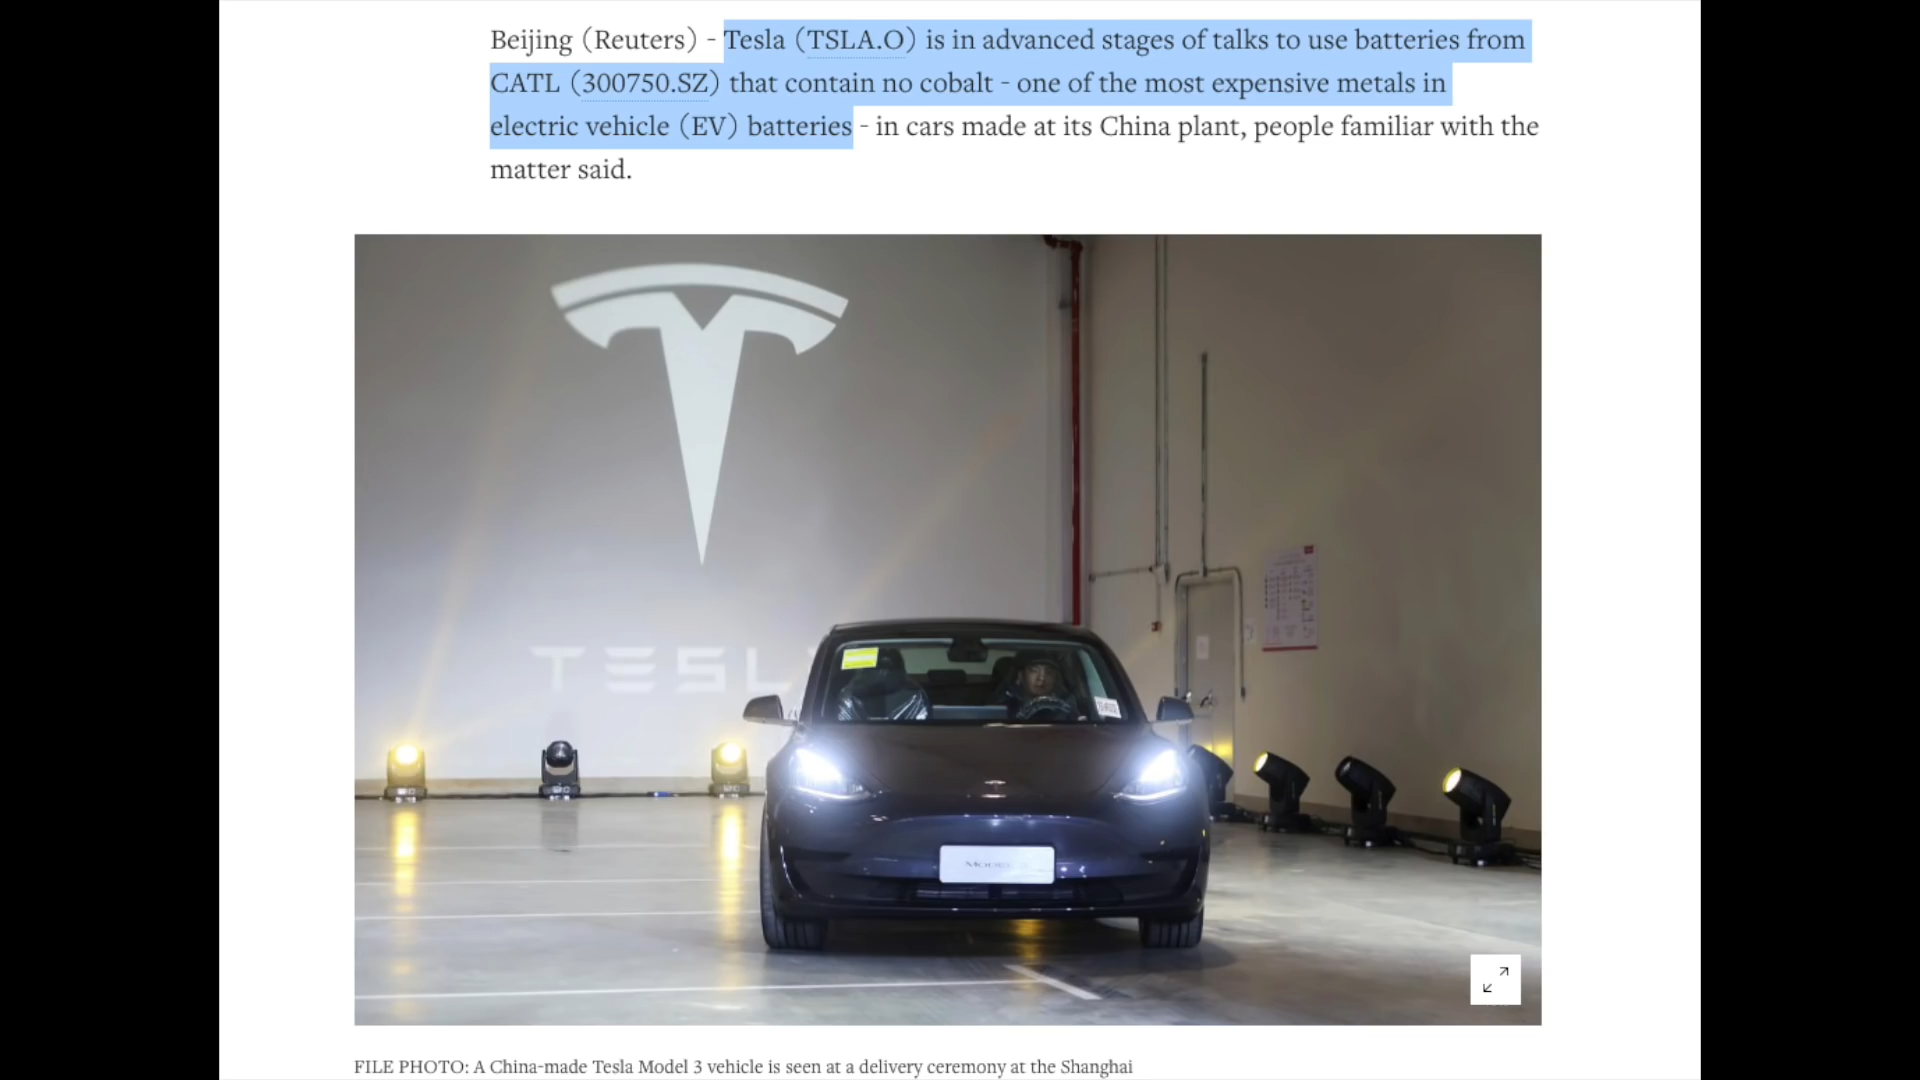 Beijing (Reuters) - Tesla (TSLA.O) is in advanced stages of talks to use batteries from
CATL (300750.SZ) that contain no cobalt - one of the most expensive metals in
electric vehicle (EV) batteries - in cars made at its China plant, people familiar with the
matter said.
FILE PHOTO: A China-made Tesla Model 3 vehicle is seen at a delivery ceremony at the Shanghai